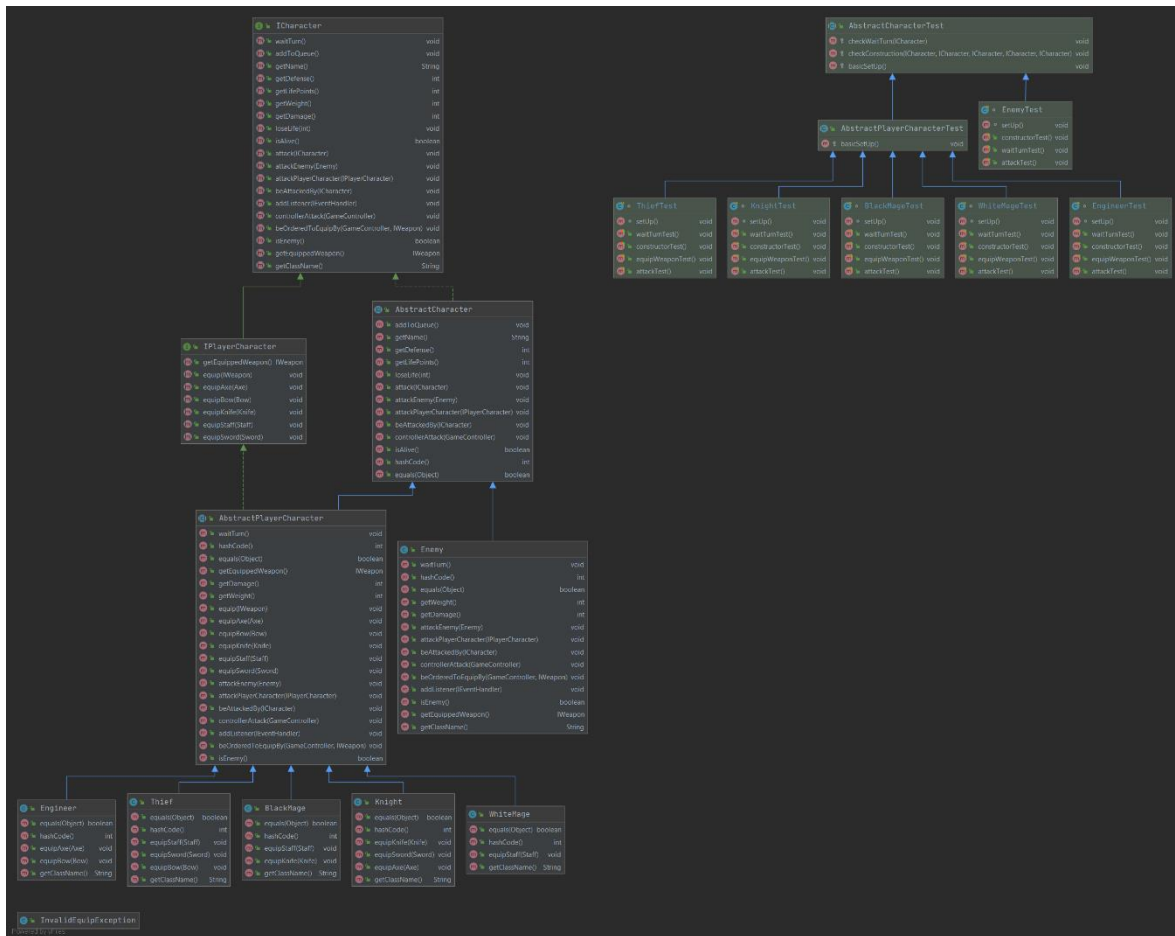 ICharacter
waitTurn() void
addToQueue() void
getName() String
getDefense() int
getLifePoints() int
getWeight() int
getDamage() int
loseLife(int) void
isAlive() boolean
attack(ICharacter) void
attackEnemy(Enemy) void
attackPlayerCharacter(IPlayerCharacter) void
beAttackedBy(ICharacter) void
addListener(IEventHandler) void
controllerAttack(GameController) void
beOrderedToEquipBy(GameController, IWeapon) void
isEnemy() boolean
getEquippedWeapon() IWeapon
getClassName() String
AbstractCharacterTest
checkWaitTurn(ICharacter) void
checkConstruction(ICharacter, ICharacter, ICharacter, ICharacter) void
basicSetUp() void
EnemyTest
setUp() void
constructorTest() void
waitTurnTest() void
attackTest() void
AbstractPlayerCharacterTest
basicSetUp() void
ThiefTest
setUp() void
waitTurnTest() void
constructorTest() void
equipWeaponTest() void
attackTest() void
KnightTest
setUp() void
waitTurnTest() void
constructorTest() void
equipWeaponTest() void
attackTest() void
BlackMageTest
setUp() void
waitTurnTest() void
constructorTest() void
equipWeaponTest() void
attackTest() void
WhiteMageTest
setUp() void
waitTurnTest() void
constructorTest() void
equipWeaponTest() void
attackTest() void
EngineerTest
setUp() void
waitTurnTest() void
constructorTest() void
equipWeaponTest() void
attackTest() void
IPlayerCharacter
getEquippedWeapon() IWeapon
equip(IWeapon) void
equipAxe(Axe) void
equipBow(Bow) void
equipKnife(Knife) void
equipStaff(Staff) void
equipSword(Sword) void
AbstractCharacter
addToQueue() void
getName() String
getDefense() int
getLifePoints() int
loseLife(int) void
attack(ICharacter) void
attackEnemy(Enemy) void
attackPlayerCharacter(IPlayerCharacter) void
beAttackedBy(ICharacter) void
controllerAttack(GameController) void
isAlive() boolean
hashCode() int
equals(Object) boolean
AbstractPlayerCharacter
waitTurn() void
hashCode() int
equals(Object) boolean
getEquippedWeapon() IWeapon
getDamage() int
getWeight() int
equip(IWeapon) void
equipAxe(Axe) void
equipBow(Bow) void
equipKnife(Knife) void
equipStaff(Staff) void
equipSword(Sword) void
attackEnemy(Enemy) void
attackPlayerCharacter(IPlayerCharacter) void
beAttackedBy(ICharacter) void
controllerAttack(GameController) void
addListener(IEventHandler) void
beOrderedToEquipBy(GameController, IWeapon) void
isEnemy() boolean
Enemy
waitTurn() void
hashCode() int
equals(Object) boolean
getWeight() int
getDamage() int
attackEnemy(Enemy) void
attackPlayerCharacter(IPlayerCharacter) void
beAttackedBy(ICharacter) void
controllerAttack(GameController) void
beOrderedToEquipBy(GameController, IWeapon) void
addListener(IEventHandler) void
isEnemy() boolean
getEquippedWeapon() IWeapon
getClassName() String
Engineer
equals(Object) boolean
hashCode() int
equipAxe(Axe) void
equipBow(Bow) void
getClassName() String
Thief
equals(Object) boolean
hashCode() int
equipStaff(Staff) void
equipSword(Sword) void
equipBow(Bow) void
getClassName() String
BlackMage
equals(Object) boolean
hashCode() int
equipStaff(Staff) void
equipKnife(Knife) void
getClassName() String
Knight
equals(Object) boolean
hashCode() int
equipKnife(Knife) void
equipSword(Sword) void
equipAxe(Axe) void
getClassName() String
WhiteMage
equals(Object) boolean
hashCode() int
equipStaff(Staff) void
getClassName() String
InvalidEquipException
Powered by yFiles